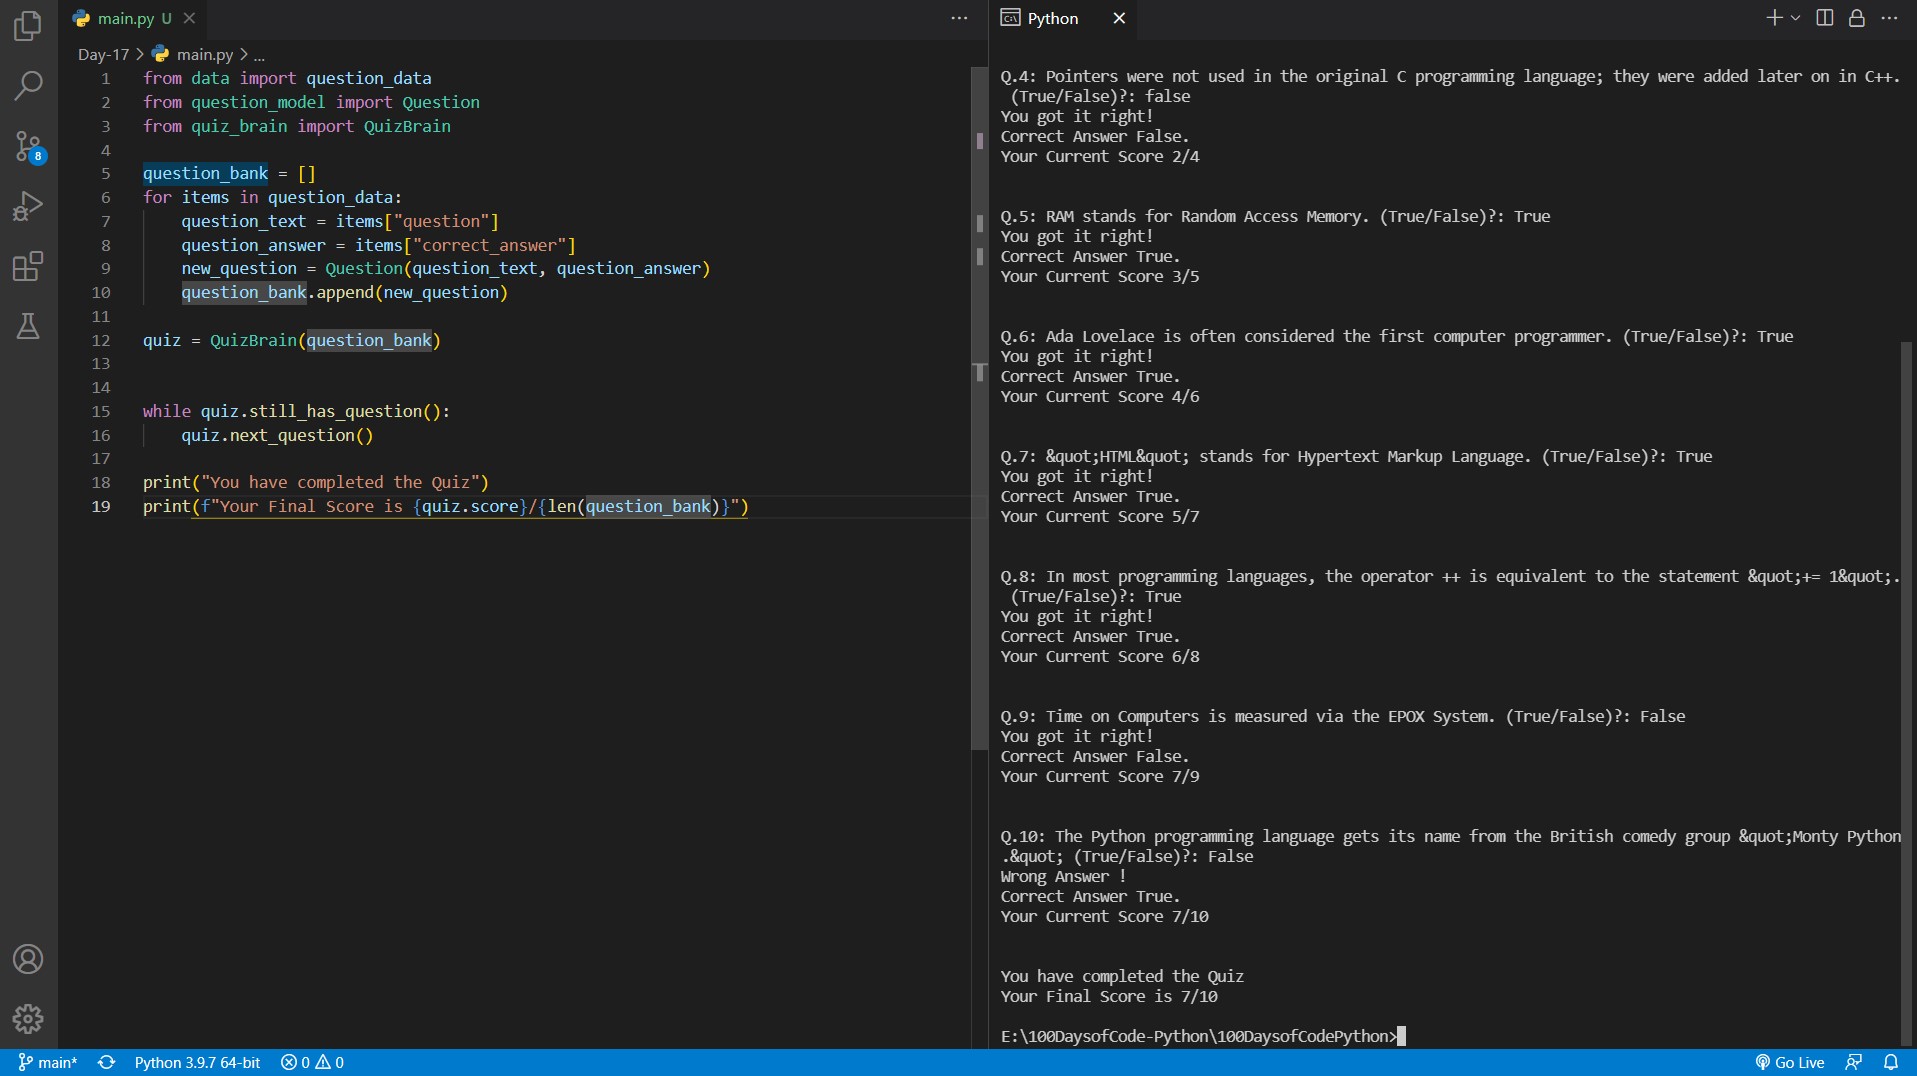 main.py U
Day-17 > main.py > ...
1 from data import question_data
2 from question_model import Question
3 from quiz_brain import QuizBrain
4
5 question_bank = []
6 for items in question_data:
7     question_text = items["question"]
8     question_answer = items["correct_answer"]
9     new_question = Question(question_text, question_answer)
10     question_bank.append(new_question)
11
12 quiz = QuizBrain(question_bank)
13
14
15 while quiz.still_has_question():
16     quiz.next_question()
17
18 print("You have completed the Quiz")
19 print(f"Your Final Score is {quiz.score}/{len(question_bank)}")
8
Python
Q.4: Pointers were not used in the original C programming language; they were added later on in C++.
 (True/False)?: false
You got it right!
Correct Answer False.
Your Current Score 2/4
Q.5: RAM stands for Random Access Memory. (True/False)?: True
You got it right!
Correct Answer True.
Your Current Score 3/5
Q.6: Ada Lovelace is often considered the first computer programmer. (True/False)?: True
You got it right!
Correct Answer True.
Your Current Score 4/6
Q.7: &quot;HTML&quot; stands for Hypertext Markup Language. (True/False)?: True
You got it right!
Correct Answer True.
Your Current Score 5/7
Q.8: In most programming languages, the operator ++ is equivalent to the statement &quot;+= 1&quot;.
 (True/False)?: True
You got it right!
Correct Answer True.
Your Current Score 6/8
Q.9: Time on Computers is measured via the EPOX System. (True/False)?: False
You got it right!
Correct Answer False.
Your Current Score 7/9
Q.10: The Python programming language gets its name from the British comedy group &quot;Monty Python
.&quot; (True/False)?: False
Wrong Answer !
Correct Answer True.
Your Current Score 7/10
You have completed the Quiz
Your Final Score is 7/10
E:\100DaysofCode-Python\100DaysofCodePython>
main* Python 3.9.7 64-bit 0 0 Go Live